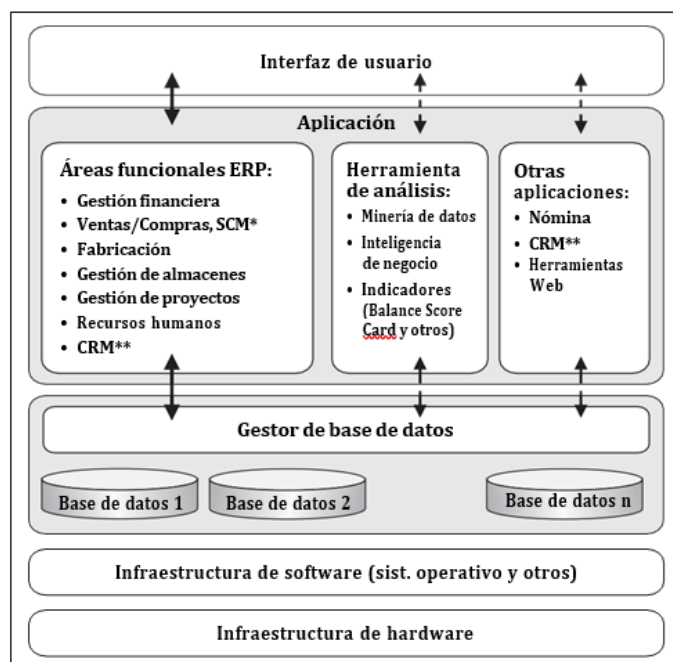 Interfaz de usuario
Aplicación
Áreas funcionales ERP:
• Gestión financiera
• Ventas/Compras, SCM*
• Fabricación
• Gestión de almacenes
• Gestión de proyectos
• Recursos humanos
• CRM**
Herramienta
de análisis:
• Minería de datos
• Inteligencia
de negocio
• Indicadores
(Balance Score
Card y otros)
Otras
aplicaciones:
• Nómina
• CRM**
• Herramientas
Web
Gestor de base de datos
Base de datos 1
Base de datos 2
Base de datos n
Infraestructura de software (sist. operativo y otros)
Infraestructura de hardware